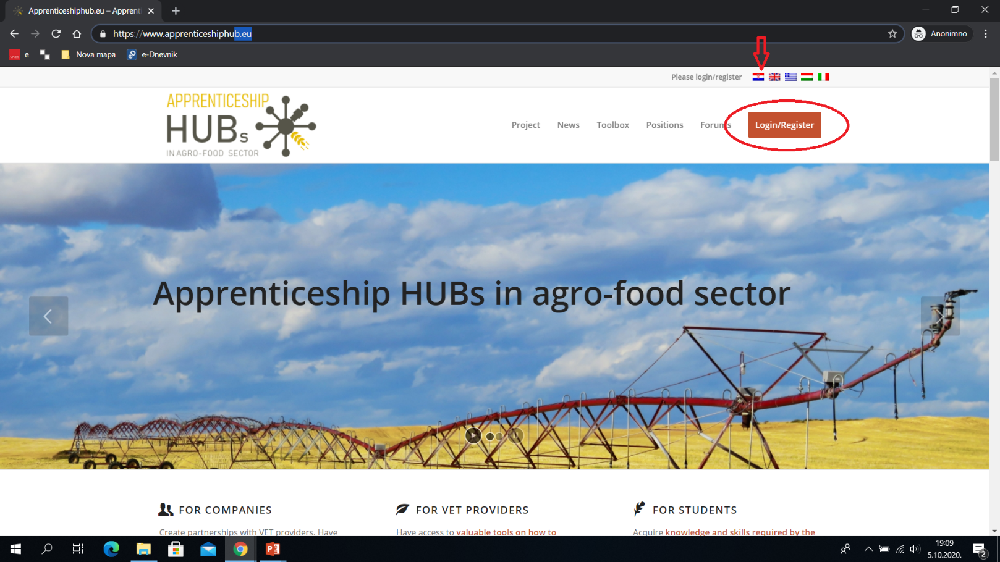 Apprenticeshiphub.eu – Apprenti
https://www.apprenticeshiphub.eu
Anonimno
e
Nova mapa
e-Dnevnik
Please login/register
APPRENTICESHIP
HUBs
IN AGRO-FOOD SECTOR
Project
News
Toolbox
Positions
Forums
Login/Register
Apprenticeship HUBs in agro-food sector
FOR COMPANIES
FOR VET PROVIDERS
FOR STUDENTS
Create partnerships with VET providers. Have
Have access to valuable tools on how to
Acquire knowledge and skills required by the
19:09
5.10.2020.
2